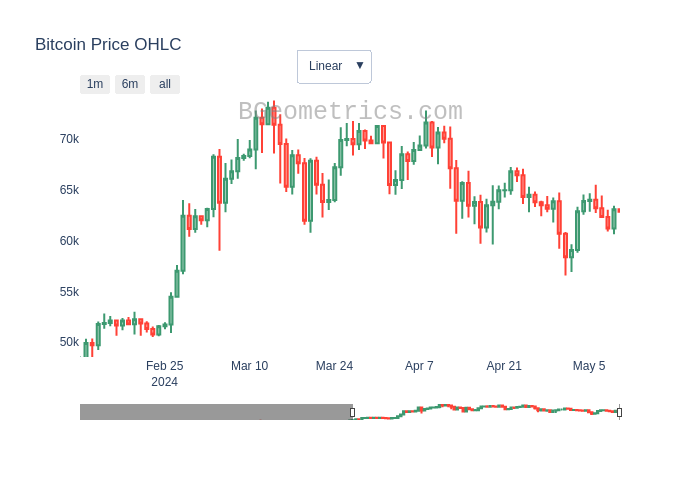 Bitcoin Price OHLC
Linear ▼
1m 6m all
BGeometrics.com
70k
65k
60k
55k
50k
Feb 25 Mar 10 Mar 24 Apr 7 Apr 21 May 5
2024